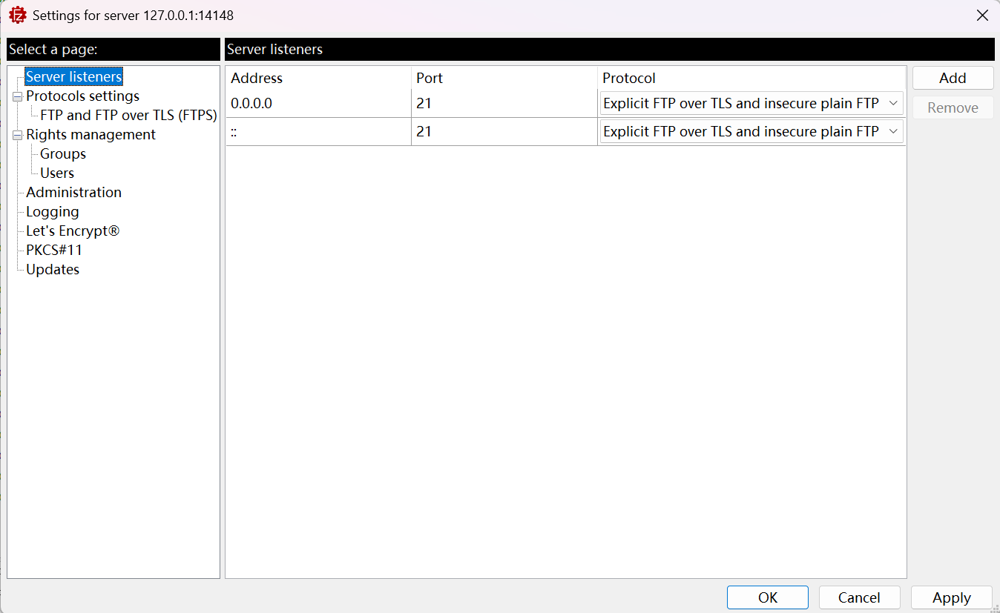 Settings for server 127.0.0.1:14148
Select a page:
Server listeners
Protocols settings
FTP and FTP over TLS (FTPS)
Rights management
Groups
Users
Administration
Logging
Let's Encrypt®
PKCS#11
Updates
Server listeners
Address Port Protocol
0.0.0.0 21 Explicit FTP over TLS and insecure plain FTP
:: 21 Explicit FTP over TLS and insecure plain FTP
Add
Remove
OK Cancel Apply